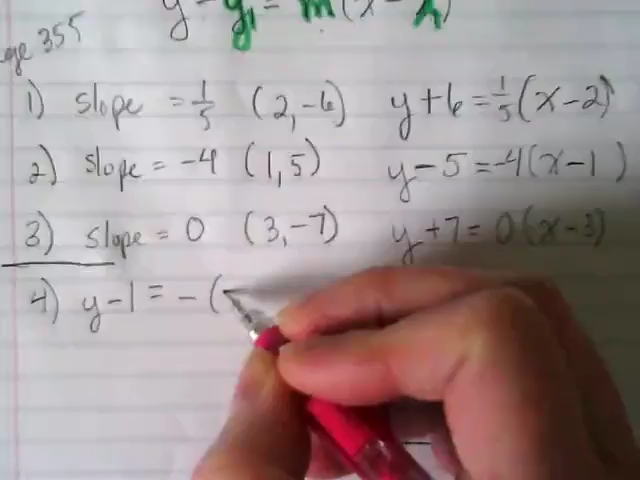 y - y₁ = m(x - x₁)
page 355
1) slope = 1/5 (2, -6) y + 6 = 1/5(x - 2)
2) slope = -4 (1, 5) y - 5 = -4(x - 1)
3) slope = 0 (3, -7) y + 7 = 0(x - 3)
4) y - 1 = - (